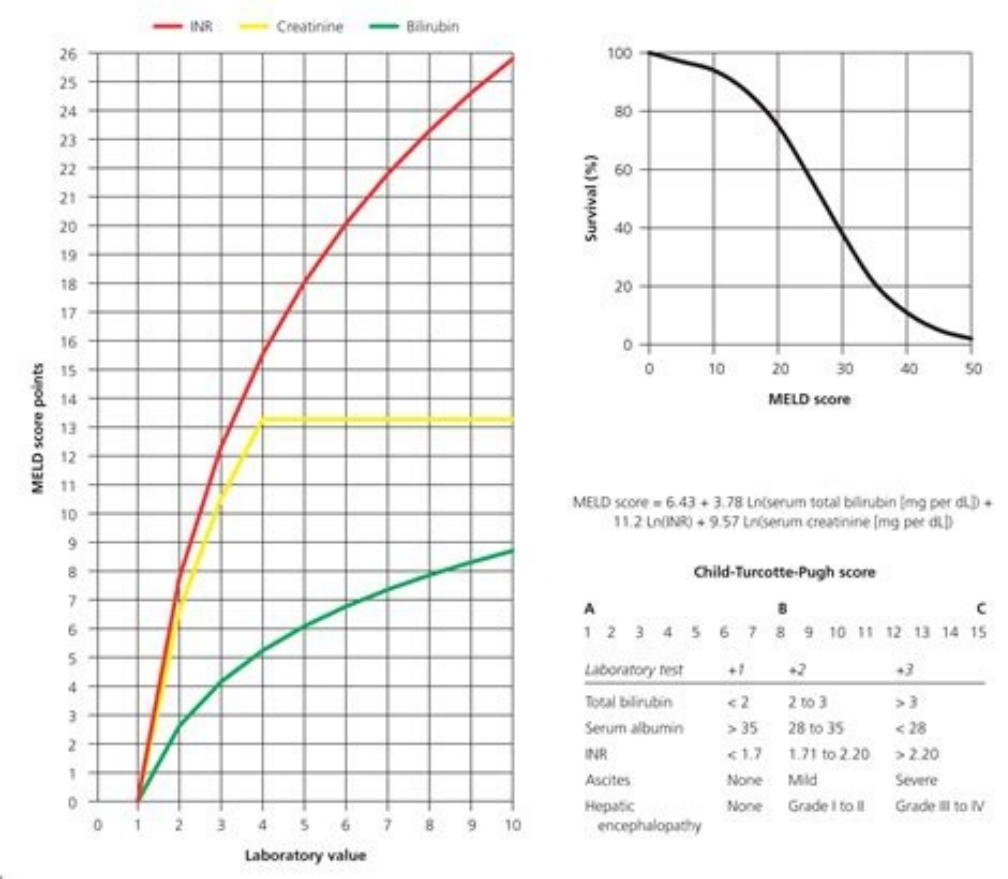 INR Creatinine Bilirubin
26
25
24
23
22
21
20
19
18
17
16
15
14
13
12
11
10
9
8
7
6
5
4
3
2
1
0
MELD score points
0 1 2 3 4 5 6 7 8 9 10
Laboratory value
100
80
60
40
20
0
Survival (%)
0 10 20 30 40 50
MELD score
MELD score = 6.43 + 3.78 Ln(serum total bilirubin [mg per dL]) +
11.2 Ln(INR) + 9.57 Ln(serum creatinine [mg per dL])
Child-Turcotte-Pugh score
A B C
1 2 3 4 5 6 7 8 9 10 11 12 13 14 15
Laboratory test +1 +2 +3
Total bilirubin < 2 2 to 3 > 3
Serum albumin > 35 28 to 35 < 28
INR < 1.7 1.71 to 2.20 > 2.20
Ascites None Mild Severe
Hepatic None Grade I to II Grade III to IV
encephalopathy